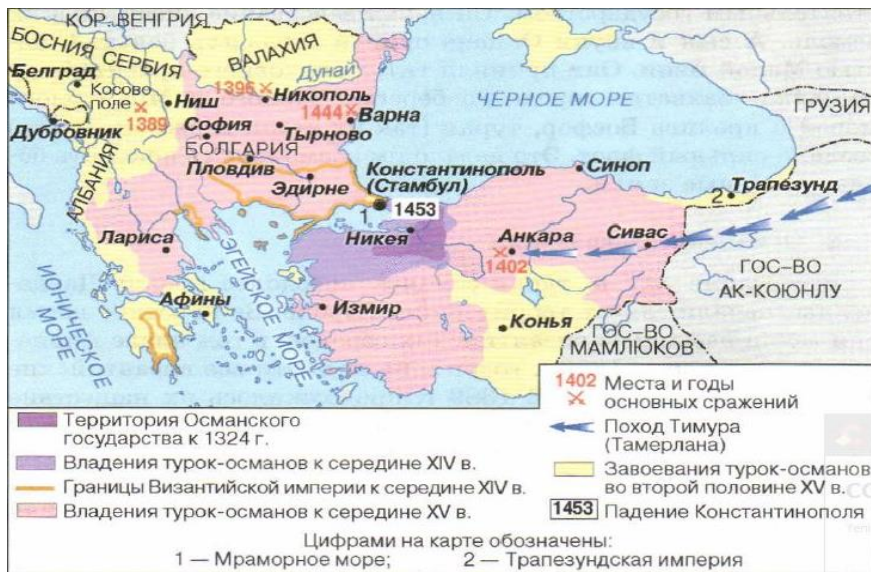 КОР. ВЕНГРИЯ
БОСНИЯ
СЕРБИЯ
ВАЛАХИЯ
Белград
Дунай
Косово
поле
1389
Ниш
1396
Никополь
1444
Варна
ЧЕРНОЕ МОРЕ
ГРУЗИЯ
Дубровник
София
Тырново
БОЛГАРИЯ
Пловдив
Эдирне
Константинополь
(Стамбул)
Синоп
Трапезунд
2
АЛБАНИЯ
1
1453
Никея
Анкара
1402
Сивас
Лариса
ЭГЕЙСКОЕ МОРЕ
ГОС–ВО
АК-КОЮНЛУ
ИОНИЧЕСКОЕ
МОРЕ
Афины
Измир
Конья
ГОС–ВО
МАМЛЮКОВ
Территория Османского
государства к 1324 г.
Владения турок-османов к середине XIV в.
Границы Византийской империи к середине XIV в.
Владения турок-османов к середине XV в.
1402 Места и годы
основных сражений
Поход Тимура
(Тамерлана)
Завоевания турок-османов
во второй половине XV в.
1453 Падение Константинополя
Цифрами на карте обозначены:
1 — Мраморное море; 2 — Трапезундская империя